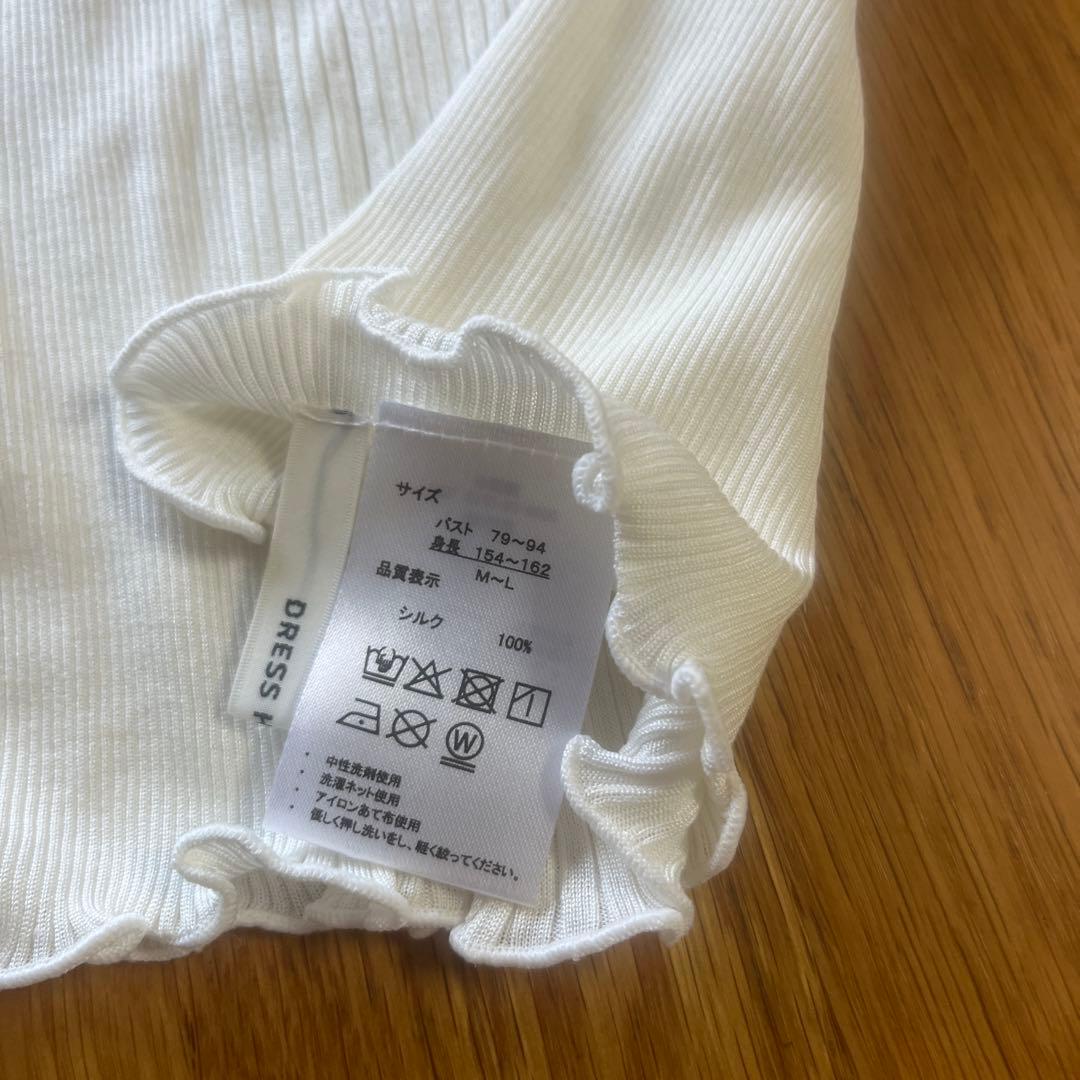 サイズ
バスト 79~94
身長 154~162
品質表示 M~L
シルク 100%
W
・ 中性洗剤使用
・ 洗濯ネット使用
・ アイロンあて布使用
優しく押し洗いをし、軽く絞ってください。
DRESS